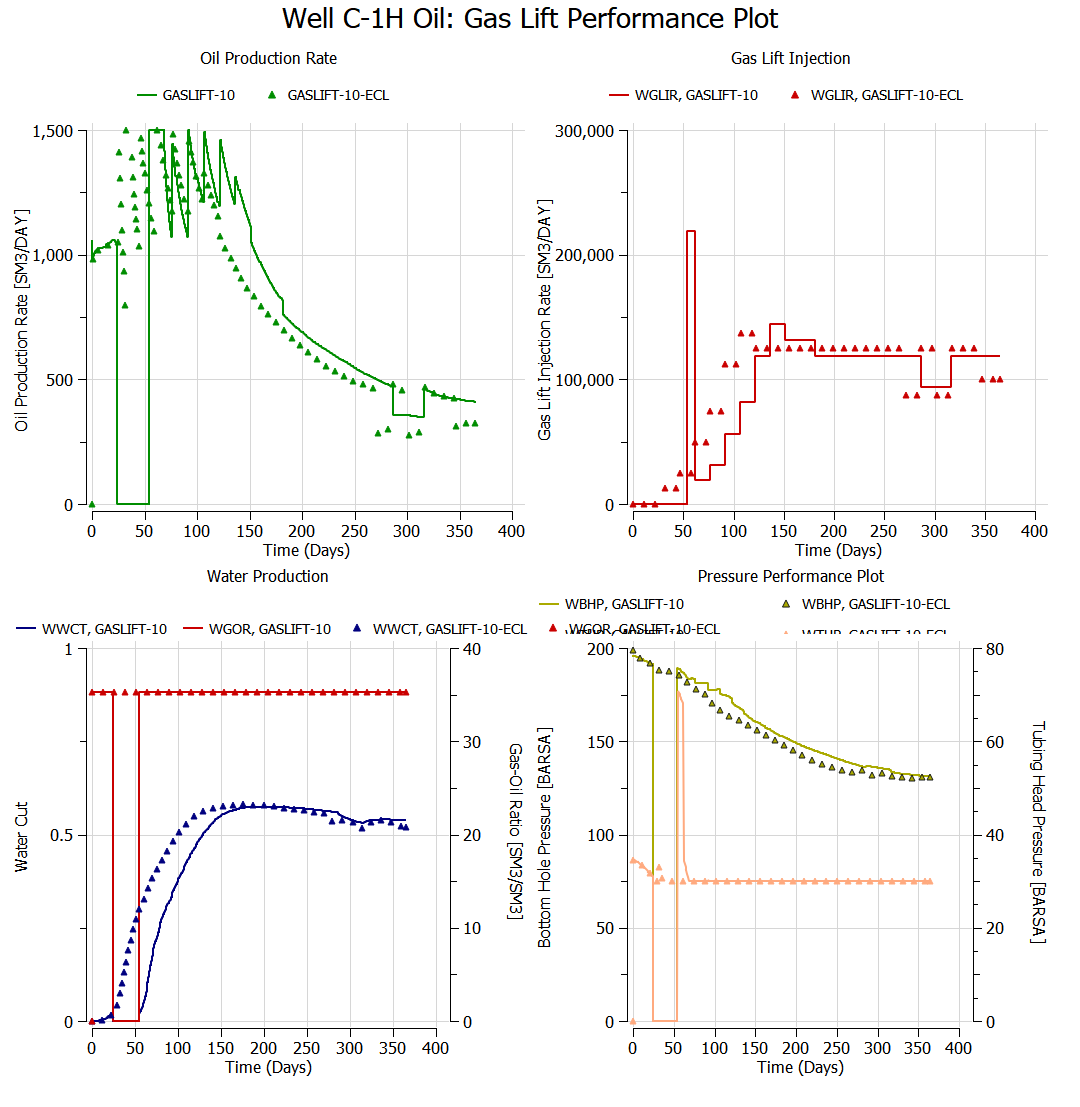 Well C-1H Oil: Gas Lift Performance Plot
Oil Production Rate
GASLIFT-10
GASLIFT-10-ECL
Oil Production Rate [SM3/DAY]
1,500
1,000
500
0
0 50 100 150 200 250 300 350 400
Time (Days)
Gas Lift Injection
WGLIR, GASLIFT-10
WGLIR, GASLIFT-10-ECL
Gas Lift Injection Rate [SM3/DAY]
300,000
200,000
100,000
0
0 50 100 150 200 250 300 350 400
Time (Days)
Water Production
WWCT, GASLIFT-10
WGOR, GASLIFT-10
WWCT, GASLIFT-10-ECL
WGOR, GASLIFT-10-ECL
Water Cut
1
0.5
0
40
30
20
10
0
Gas-Oil Ratio [SM3/SM3]
0 50 100 150 200 250 300 350 400
Time (Days)
Pressure Performance Plot
WBHP, GASLIFT-10
WBHP, GASLIFT-10-ECL
Bottom Hole Pressure [BARSA]
200
150
100
50
0
80
60
40
20
0
Tubing Head Pressure [BARSA]
0 50 100 150 200 250 300 350 400
Time (Days)